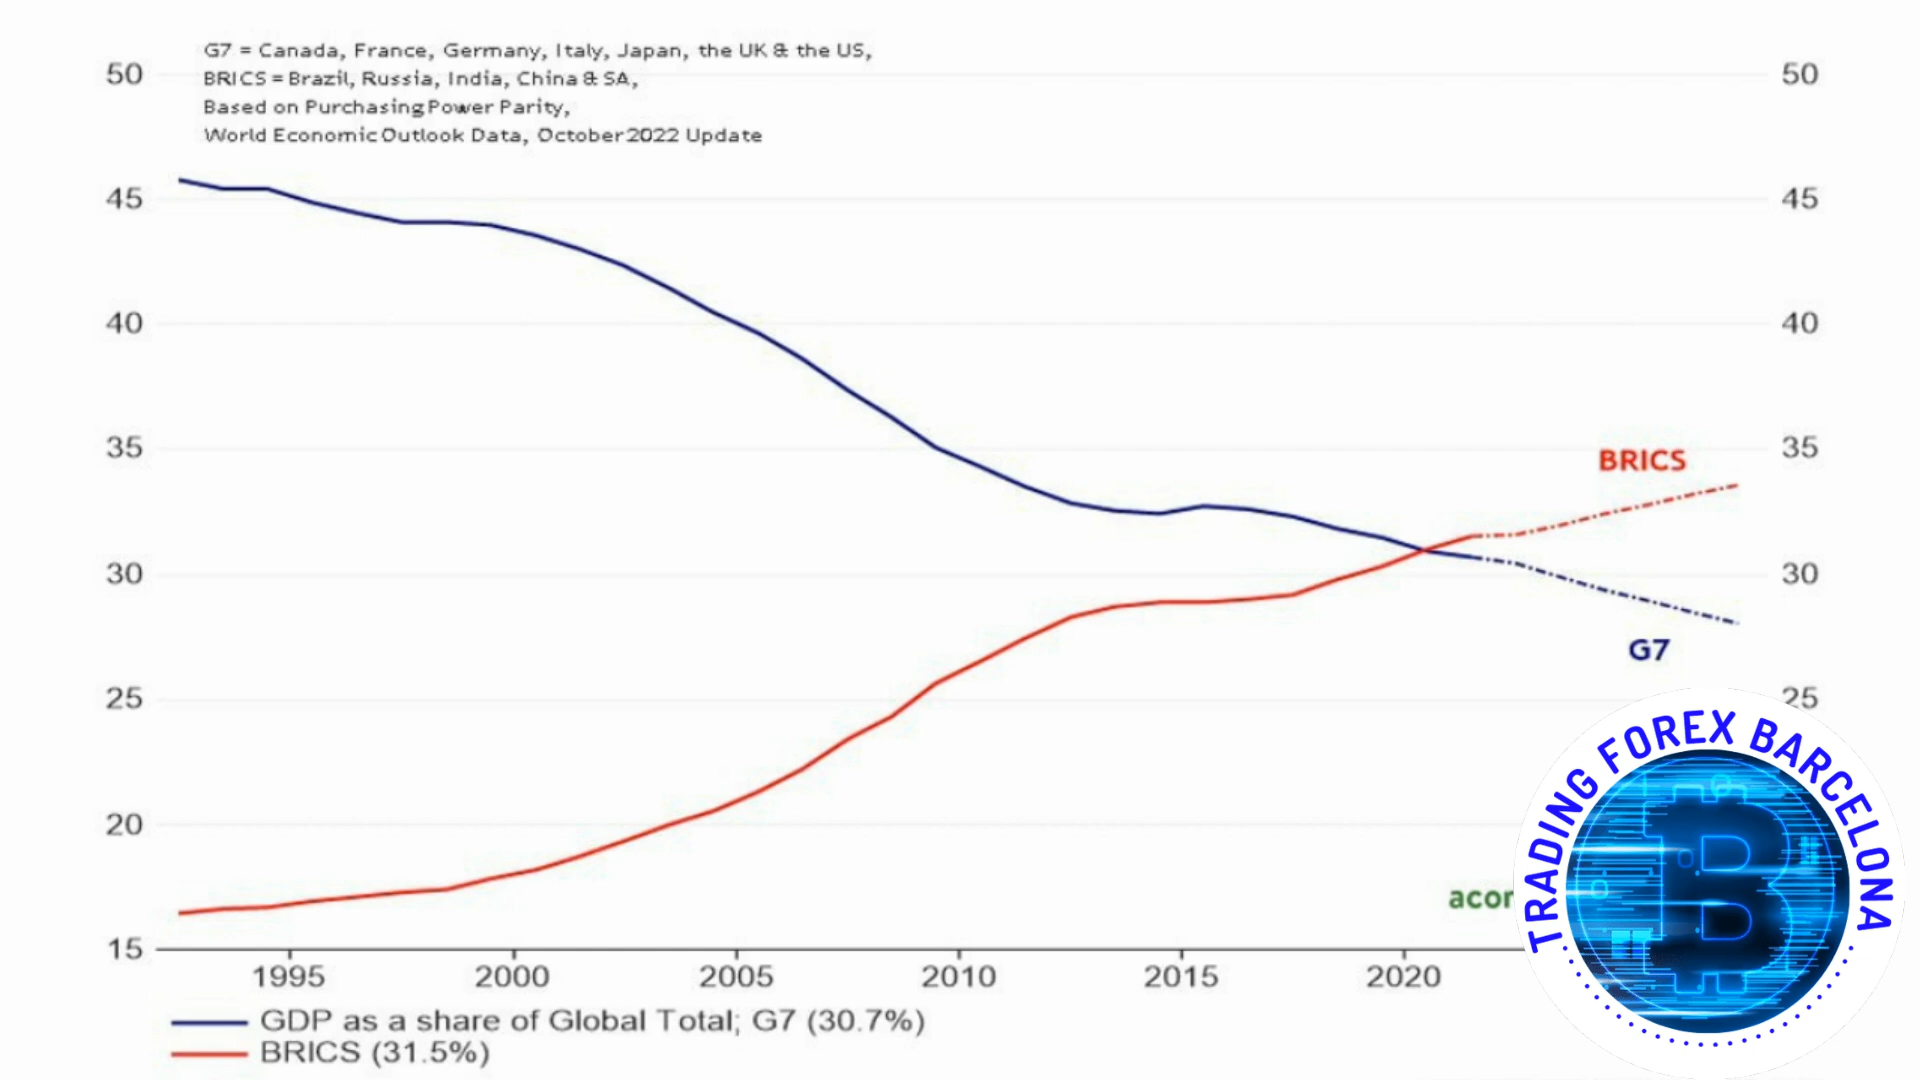 G7 = Canada, France, Germany, Italy, Japan, the UK & the US,
BRICS = Brazil, Russia, India, China & SA,
Based on Purchasing Power Parity,
World Economic Outlook Data, October 2022 Update
50
50
45
45
40
40
35
35
BRICS
30
30
G7
25
25
20
15
1995
2000
2005
2010
2015
2020
GDP as a share of Global Total; G7 (30.7%)
BRICS (31.5%)
TRADING FOREX BARCELONA